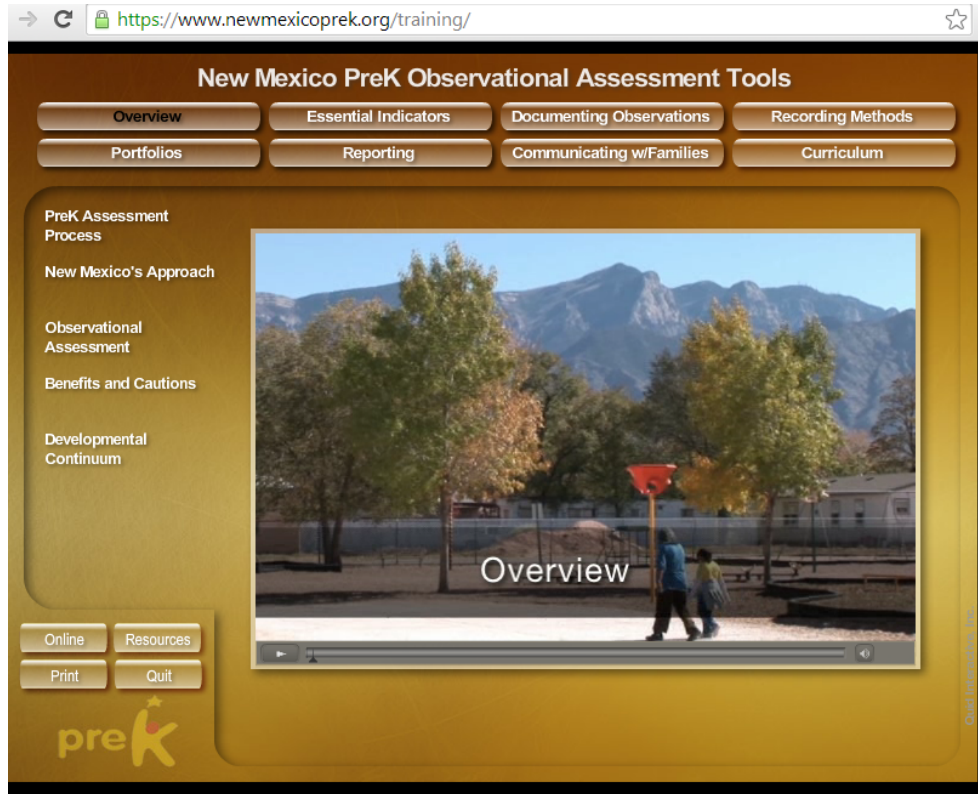 https://www.newmexicoprek.org/training/
New Mexico PreK Observational Assessment Tools
Overview Essential Indicators Documenting Observations Recording Methods
Portfolios Reporting Communicating w/Families Curriculum
PreK Assessment
Process
New Mexico's Approach
Observational
Assessment
Benefits and Cautions
Developmental
Continuum
Overview
Online Resources
Print Quit
preK